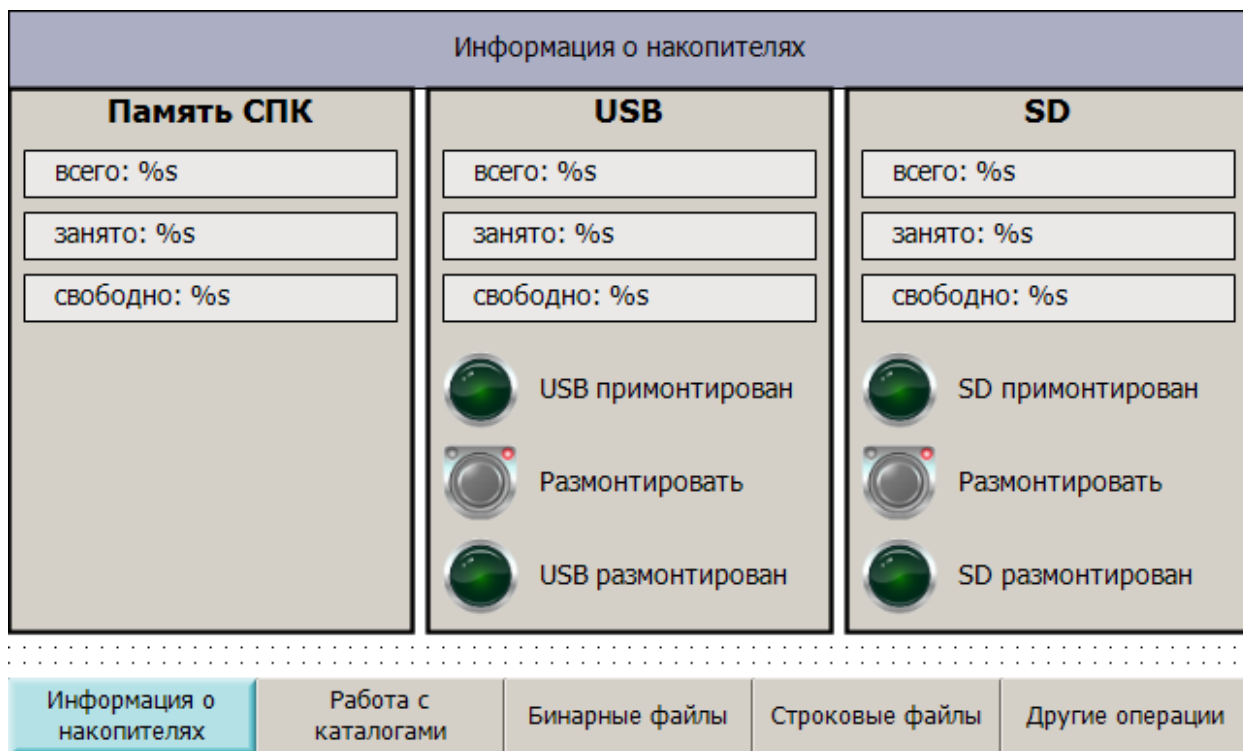 Информация о накопителях
Память СПК
всего: %s
занято: %s
свободно: %s
USB
всего: %s
занято: %s
свободно: %s
USB примонтирован
Размонтировать
USB размонтирован
SD
всего: %s
занято: %s
свободно: %s
SD примонтирован
Размонтировать
SD размонтирован
Информация о
накопителях
Работа с
каталогами
Бинарные файлы
Строковые файлы
Другие операции